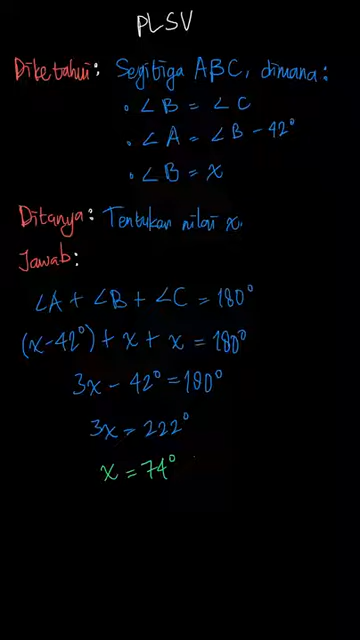 PLSV
Diketahui: Segitiga ABC, dimana:
• ∠B = ∠C
• ∠A = ∠B - 42°
• ∠B = x
Ditanya: Tentukan nilai x.
Jawab:
∠A + ∠B + ∠C = 180°
(x - 42°) + x + x = 180°
3x - 42° = 180°
3x = 222°
x = 74°